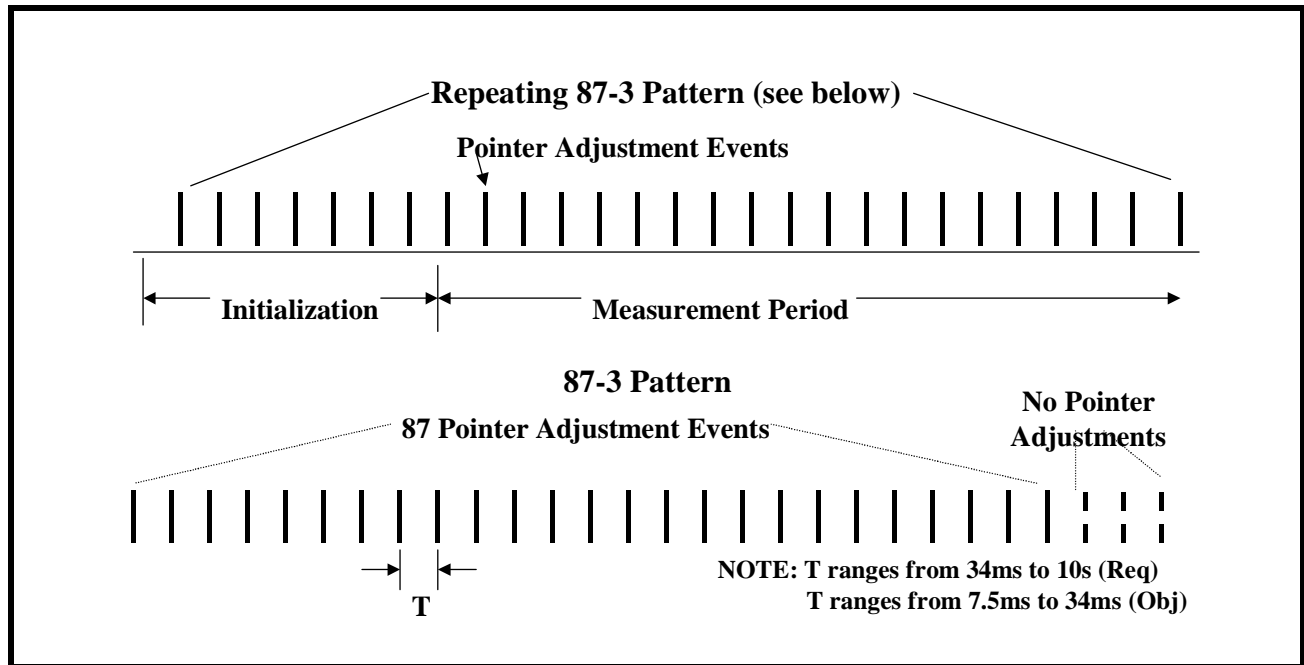 Repeating 87-3 Pattern (see below)
Pointer Adjustment Events
Initialization
Measurement Period
87-3 Pattern
No Pointer
Adjustments
87 Pointer Adjustment Events
T
NOTE: T ranges from 34ms to 10s (Req)
T ranges from 7.5ms to 34ms (Obj)